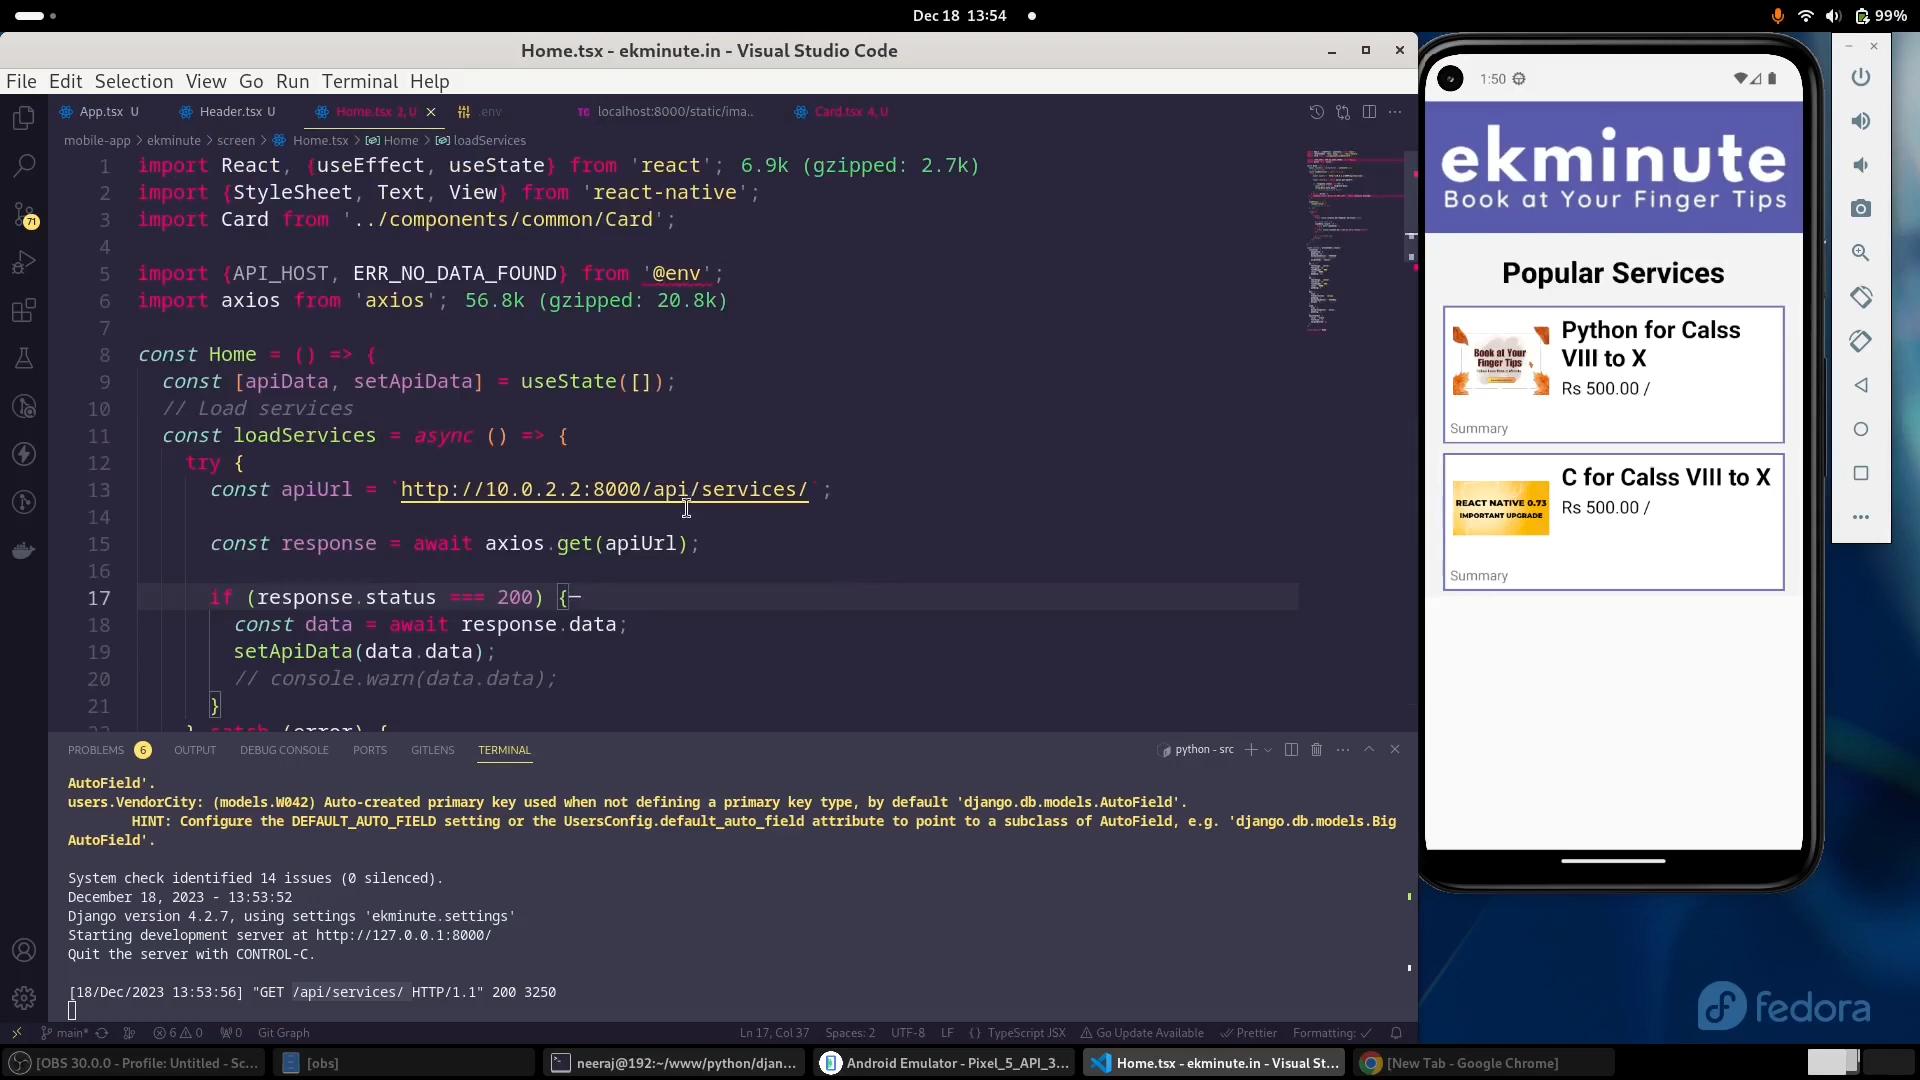 Dec 18 13:54
99%
Home.tsx - ekminute.in - Visual Studio Code
File Edit Selection View Go Run Terminal Help
App.tsx U
Header.tsx U
Home.tsx 2, U
.env
localhost:8000/static/ima..
Card.tsx 4, U
mobile-app > ekminute > screen > Home.tsx > Home > loadServices
1 import React, {useEffect, useState} from 'react'; 6.9k (gzipped: 2.7k)
2 import {StyleSheet, Text, View} from 'react-native';
3 import Card from '../components/common/Card';
4
5 import {API_HOST, ERR_NO_DATA_FOUND} from '@env';
6 import axios from 'axios'; 56.8k (gzipped: 20.8k)
7
8 const Home = () => {
9 const [apiData, setApiData] = useState([]);
10 // Load services
11 const loadServices = async () => {
12 try {
13 const apiUrl = `http://10.0.2.2:8000/api/services/`;
14
15 const response = await axios.get(apiUrl);
16
17 if (response.status === 200) {
18 const data = await response.data;
19 setApiData(data.data);
20 // console.warn(data.data);
21 }
71
PROBLEMS 6 OUTPUT DEBUG CONSOLE PORTS GITLENS TERMINAL
python - src
AutoField'.
users.VendorCity: (models.W042) Auto-created primary key used when not defining a primary key type, by default 'django.db.models.AutoField'.
HINT: Configure the DEFAULT_AUTO_FIELD setting or the UsersConfig.default_auto_field attribute to point to a subclass of AutoField, e.g. 'django.db.models.Big
AutoField'.
System check identified 14 issues (0 silenced).
December 18, 2023 - 13:53:52
Django version 4.2.7, using settings 'ekminute.settings'
Starting development server at http://127.0.0.1:8000/
Quit the server with CONTROL-C.
[18/Dec/2023 13:53:56] "GET /api/services/ HTTP/1.1" 200 3250
main* 6 0 0 Git Graph
Ln 17, Col 37 Spaces: 2 UTF-8 LF {} TypeScript JSX Go Update Available Prettier Formatting:
1:50
ekminute
Book at Your Finger Tips
Popular Services
Book at Your
Finger Tips
Python for Calss
VIII to X
Rs 500.00 /
Summary
REACT NATIVE 0.73
IMPORTANT UPGRADE
C for Calss VIII to X
Rs 500.00 /
Summary
fedora
[OBS 30.0.0 - Profile: Untitled - Sc...
[obs]
neeraj@192:~/www/python/djan...
Android Emulator - Pixel_5_API_3...
Home.tsx - ekminute.in - Visual St...
[New Tab - Google Chrome]